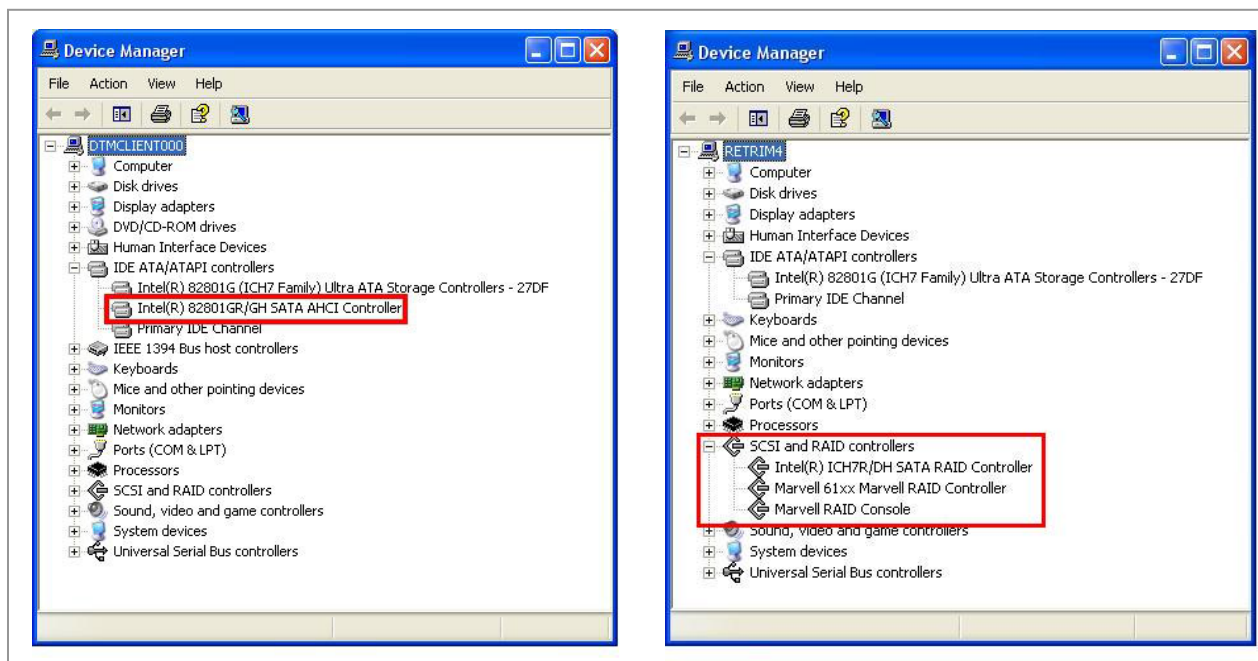 Device Manager
File Action View Help
DTMCLIENT000
Computer
Disk drives
Display adapters
DVD/CD-ROM drives
Human Interface Devices
IDE ATA/ATAPI controllers
Intel(R) 82801G (ICH7 Family) Ultra ATA Storage Controllers - 27DF
Intel(R) 82801GR/GH SATA AHCI Controller
Primary IDE Channel
IEEE 1394 Bus host controllers
Keyboards
Mice and other pointing devices
Monitors
Network adapters
Ports (COM & LPT)
Processors
SCSI and RAID controllers
Sound, video and game controllers
System devices
Universal Serial Bus controllers
Device Manager
File Action View Help
RETRIM4
Computer
Disk drives
Display adapters
Human Interface Devices
IDE ATA/ATAPI controllers
Intel(R) 82801G (ICH7 Family) Ultra ATA Storage Controllers - 27DF
Primary IDE Channel
Keyboards
Mice and other pointing devices
Monitors
Network adapters
Ports (COM & LPT)
Processors
SCSI and RAID controllers
Intel(R) ICH7R/DH SATA RAID Controller
Marvell 61xx Marvell RAID Controller
Marvell RAID Console
Sound, video and game controllers
System devices
Universal Serial Bus controllers